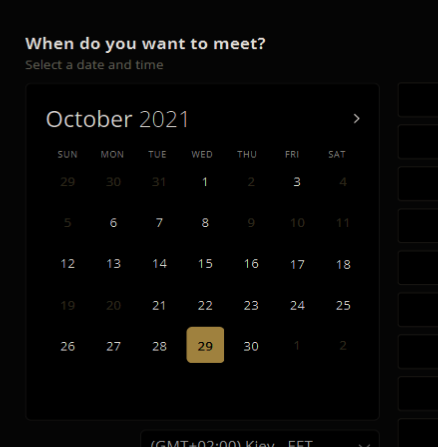 When do you want to meet?
Select a date and time
October 2021
SUN MON TUE WED THU FRI SAT
29 30 31 1 2 3 4
5 6 7 8 9 10 11
12 13 14 15 16 17 18
19 20 21 22 23 24 25
26 27 28 29 30 1 2
(GMT+02:00) Kiev - EET